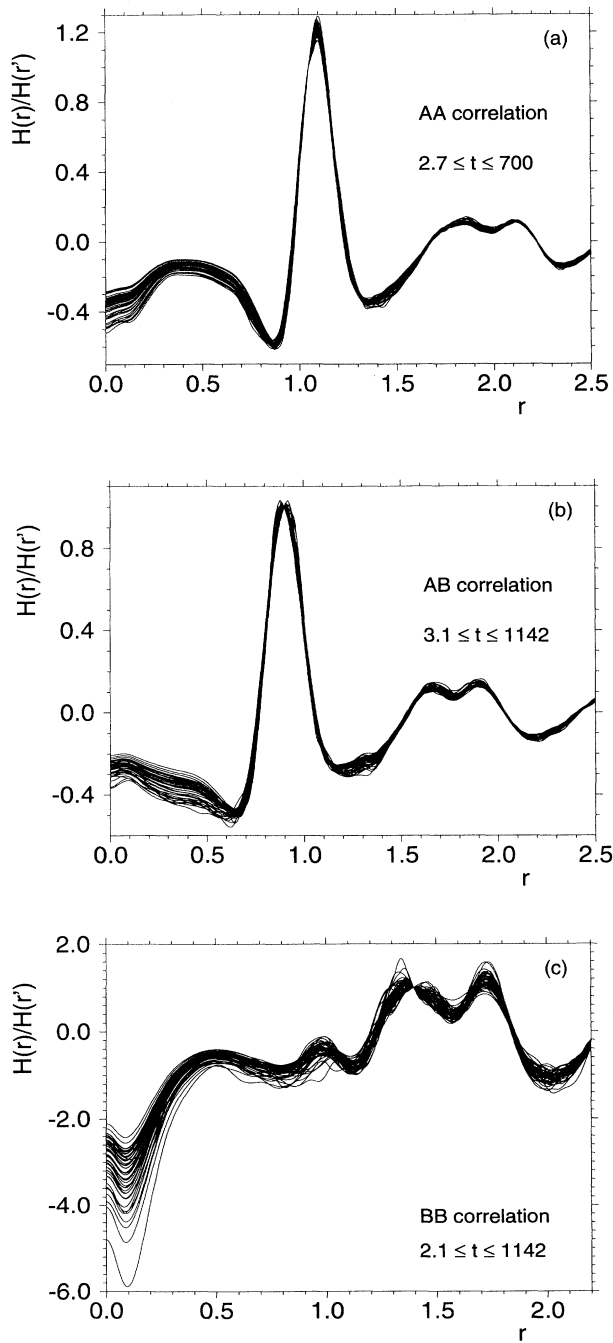 (a)
H(r)/H(r')
1.2
0.8
0.4
0.0
-0.4
AA correlation
2.7 ≤ t ≤ 700
0.0 0.5 1.0 1.5 2.0 2.5
r
(b)
H(r)/H(r')
0.8
0.4
0.0
-0.4
AB correlation
3.1 ≤ t ≤ 1142
0.0 0.5 1.0 1.5 2.0 2.5
r
(c)
H(r)/H(r')
2.0
0.0
-2.0
-4.0
-6.0
BB correlation
2.1 ≤ t ≤ 1142
0.0 0.5 1.0 1.5 2.0
r